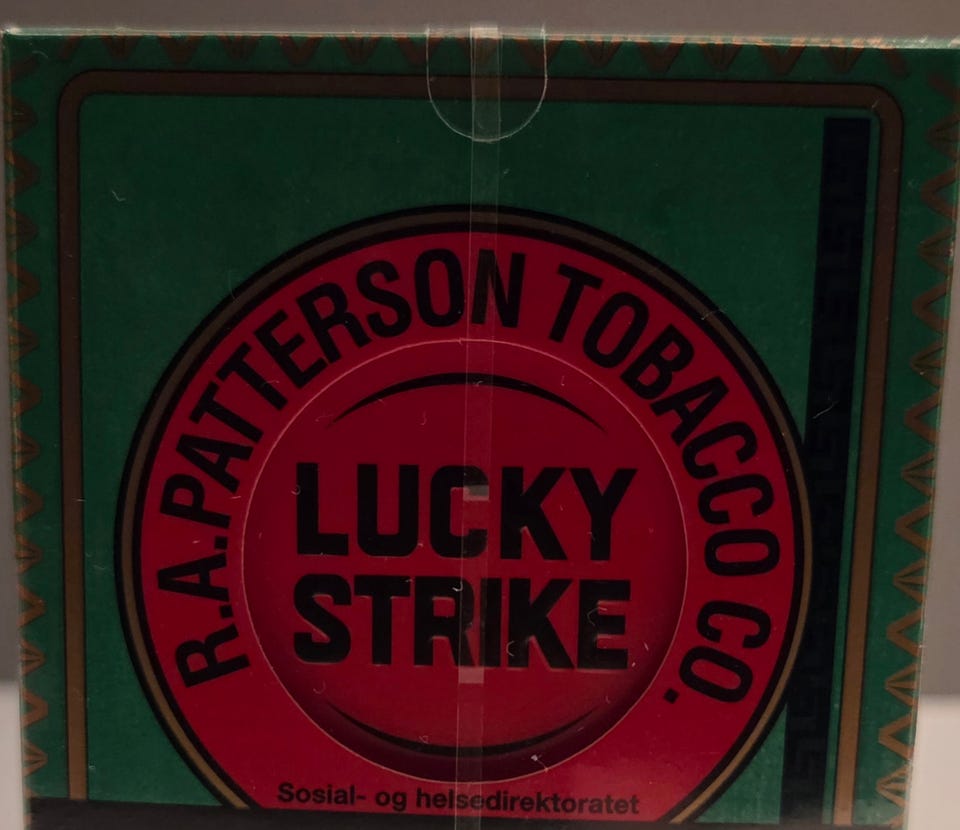 R.A.PATTERSON TOBACCO CO.
LUCKY
STRIKE
Sosial- og helsedirektoratet